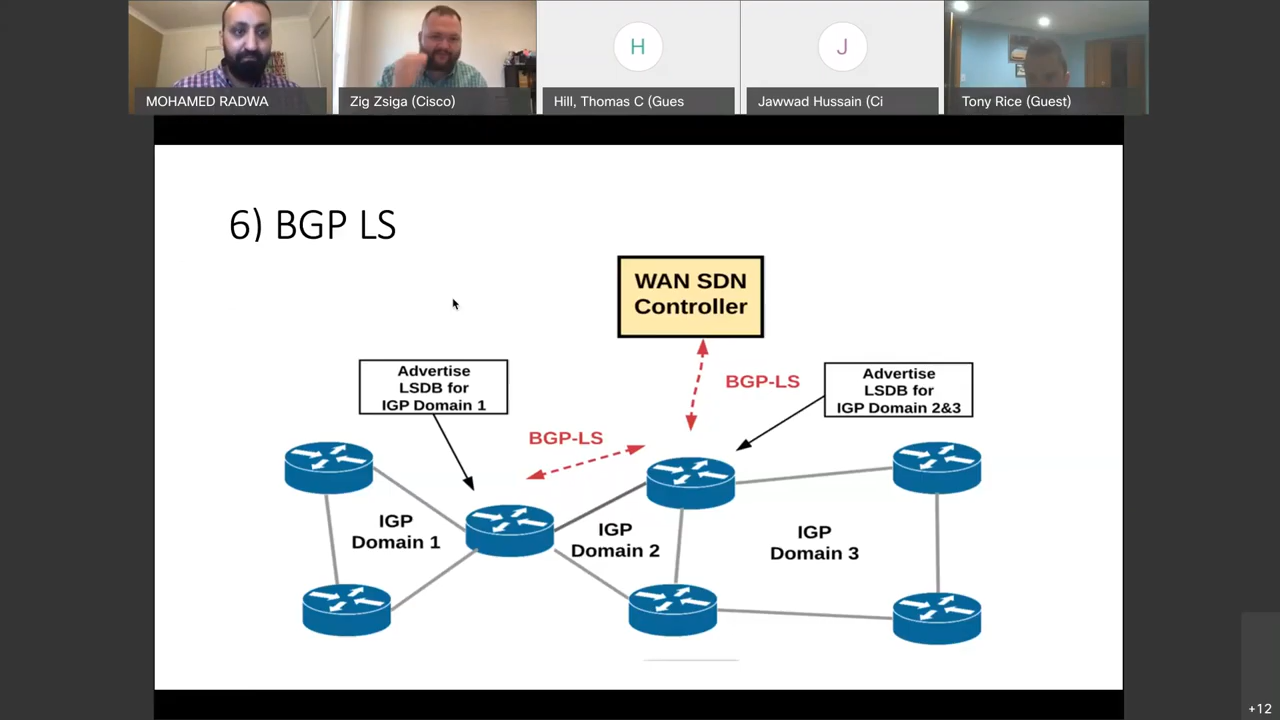 MOHAMED RADWA
Zig Zsiga (Cisco)
H
Hill, Thomas C (Gues
J
Jawwad Hussain (Ci
Tony Rice (Guest)
6) BGP LS
WAN SDN
Controller
Advertise
LSDB for
IGP Domain 1
BGP-LS
Advertise
LSDB for
IGP Domain 2&3
BGP-LS
IGP
Domain 1
IGP
Domain 2
IGP
Domain 3
+12